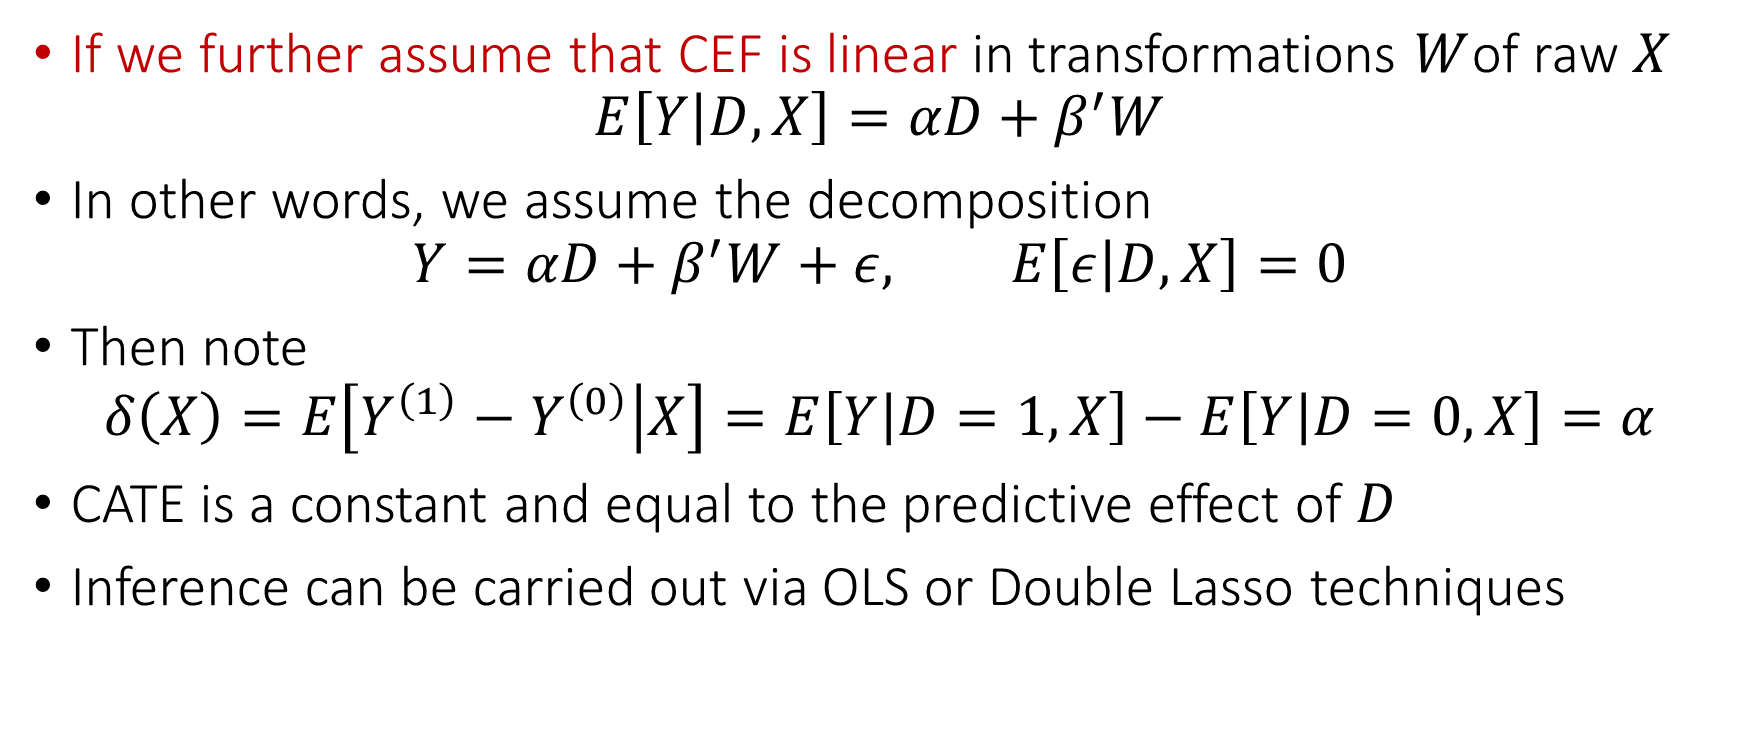 • If we further assume that CEF is linear in transformations W of raw X
E[Y|D, X] = αD + β′W
• In other words, we assume the decomposition
Y = αD + β′W + ϵ, E[ϵ|D, X] = 0
• Then note
δ(X) = E[Y⁽¹⁾ − Y⁽⁰⁾|X] = E[Y|D = 1, X] − E[Y|D = 0, X] = α
• CATE is a constant and equal to the predictive effect of D
• Inference can be carried out via OLS or Double Lasso techniques